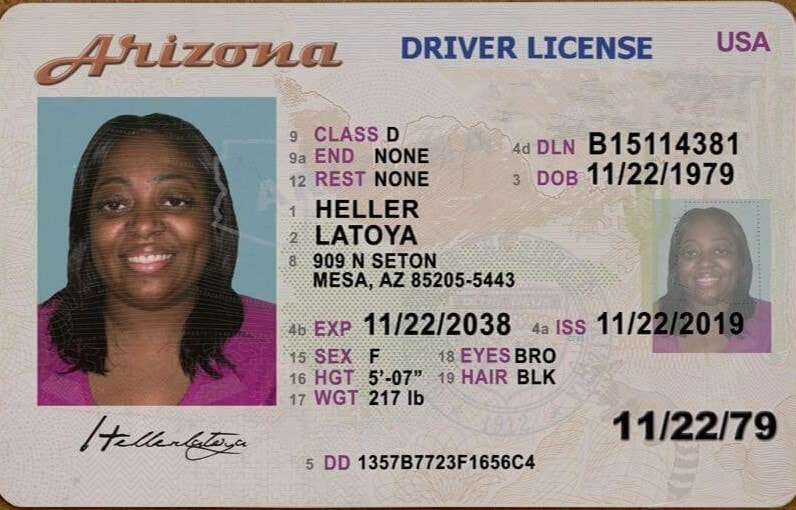 Arizona DRIVER LICENSE USA
9 CLASS D
9a END NONE
12 REST NONE
4d DLN B15114381
3 DOB 11/22/1979
1 HELLER
2 LATOYA
8 909 N SETON
MESA, AZ 85205-5443
4b EXP 11/22/2038 4a ISS 11/22/2019
15 SEX F 18 EYES BRO
16 HGT 5'-07" 19 HAIR BLK
17 WGT 217 lb
11/22/79
Hellerlatoya
5 DD 1357B7723F1656C4
1912